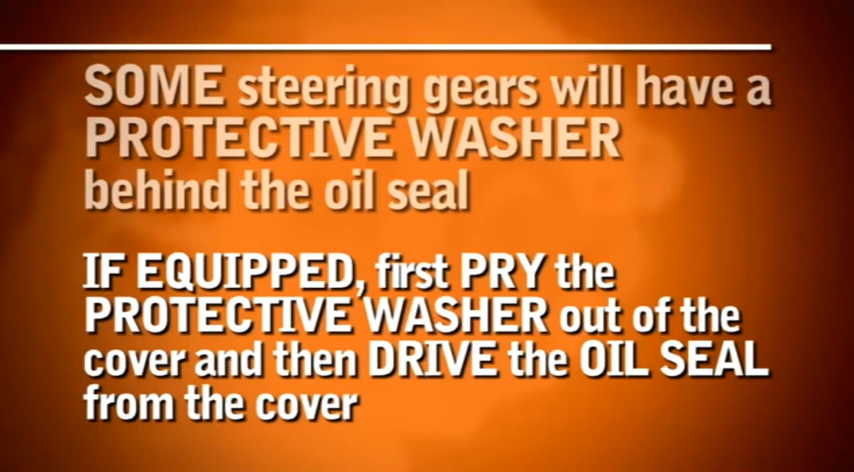 SOME steering gears will have a
PROTECTIVE WASHER
behind the oil seal
IF EQUIPPED, first PRY the
PROTECTIVE WASHER out of the
cover and then DRIVE the OIL SEAL
from the cover